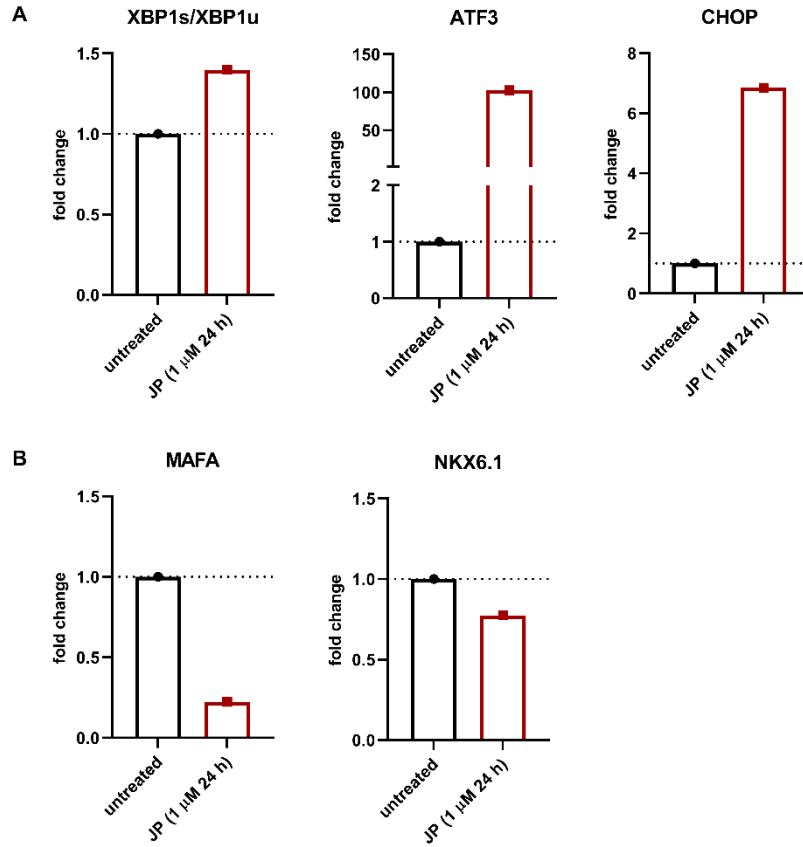 A
XBP1s/XBP1u
ATF3
CHOP
fold change
1.5
1.0
0.5
0.0
untreated
JP (1 µM 24 h)
fold change
150
100
50
2
1
0
untreated
JP (1 µM 24 h)
fold change
8
6
4
2
0
untreated
JP (1 µM 24 h)
B
MAFA
NKX6.1
fold change
1.5
1.0
0.5
0.0
untreated
JP (1 µM 24 h)
fold change
1.5
1.0
0.5
0.0
untreated
JP (1 µM 24 h)